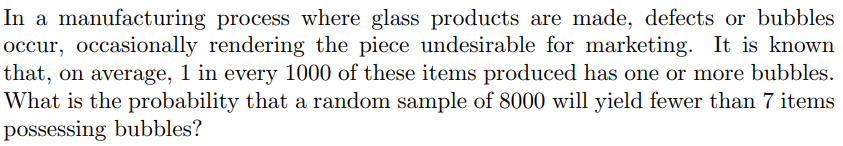 In a manufacturing process where glass products are made, defects or bubbles
occur, occasionally rendering the piece undesirable for marketing. It is known
that, on average, 1 in every 1000 of these items produced has one or more bubbles.
What is the probability that a random sample of 8000 will yield fewer than 7 items
possessing bubbles?